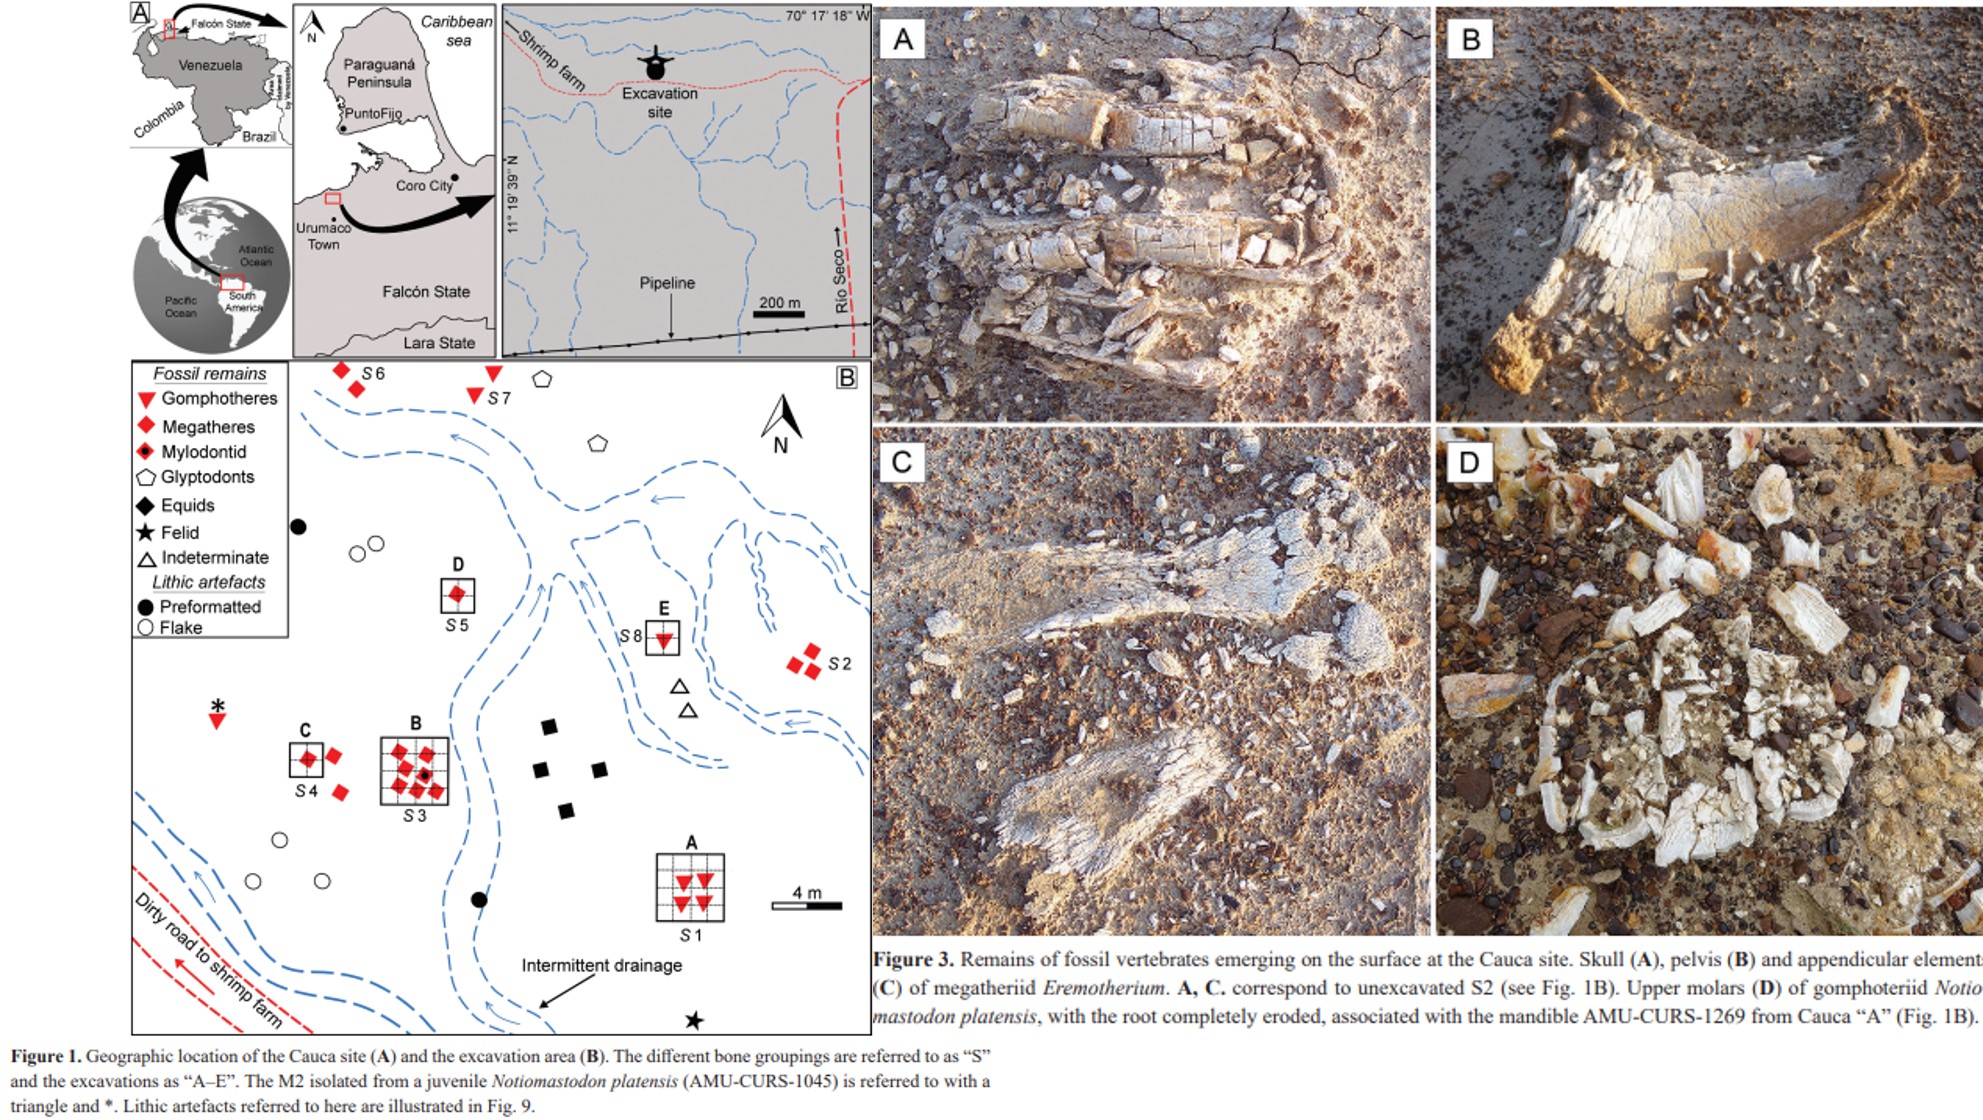 A
Falcón State
Venezuela
Colombia
Brazil
Atlantic
Ocean
Pacific
Ocean
South
America
N
Caribbean
sea
Paraguaná
Peninsula
PuntoFijo
Coro City
Urumaco
Town
Falcón State
Lara State
70° 17' 18" W
Shrimp farm
Excavation
site
11° 19' 39" N
Pipeline
200 m
Río Seco
B
Fossil remains
Gomphotheres
Megatheres
Mylodontid
Glyptodonts
Equids
Felid
Indeterminate
Lithic artefacts
Preformatted
Flake
S 6
S 7
N
D
S 5
E
S 8
S 2
*
C
S 4
B
S 3
A
S 1
4 m
Dirty road to shrimp farm
Intermittent drainage
Figure 1. Geographic location of the Cauca site (A) and the excavation area (B). The different bone groupings are referred to as “S”
and the excavations as “A–E”. The M2 isolated from a juvenile Notiomastodon platensis (AMU-CURS-1045) is referred to with a
triangle and *. Lithic artefacts referred to here are illustrated in Fig. 9.
A
B
C
D
Figure 3. Remains of fossil vertebrates emerging on the surface at the Cauca site. Skull (A), pelvis (B) and appendicular element
(C) of megatheriid Eremotherium. A, C. correspond to unexcavated S2 (see Fig. 1B). Upper molars (D) of gomphoteriid Notio-
mastodon platensis, with the root completely eroded, associated with the mandible AMU-CURS-1269 from Cauca “A” (Fig. 1B).